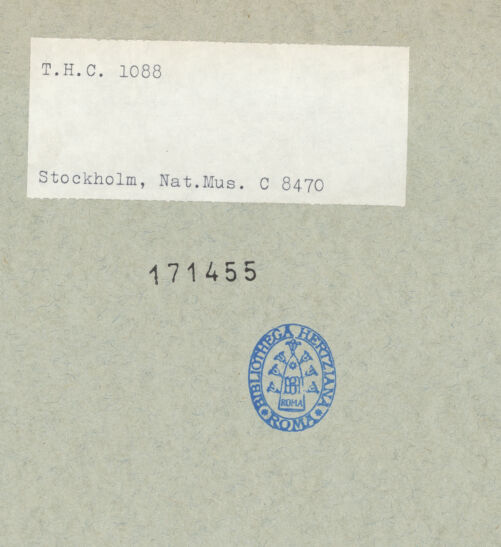 T.H.C. 1088
Stockholm, Nat.Mus. C 8470
171455
BIBLIOTHECA HERTZIANA
ROMA
ROMA